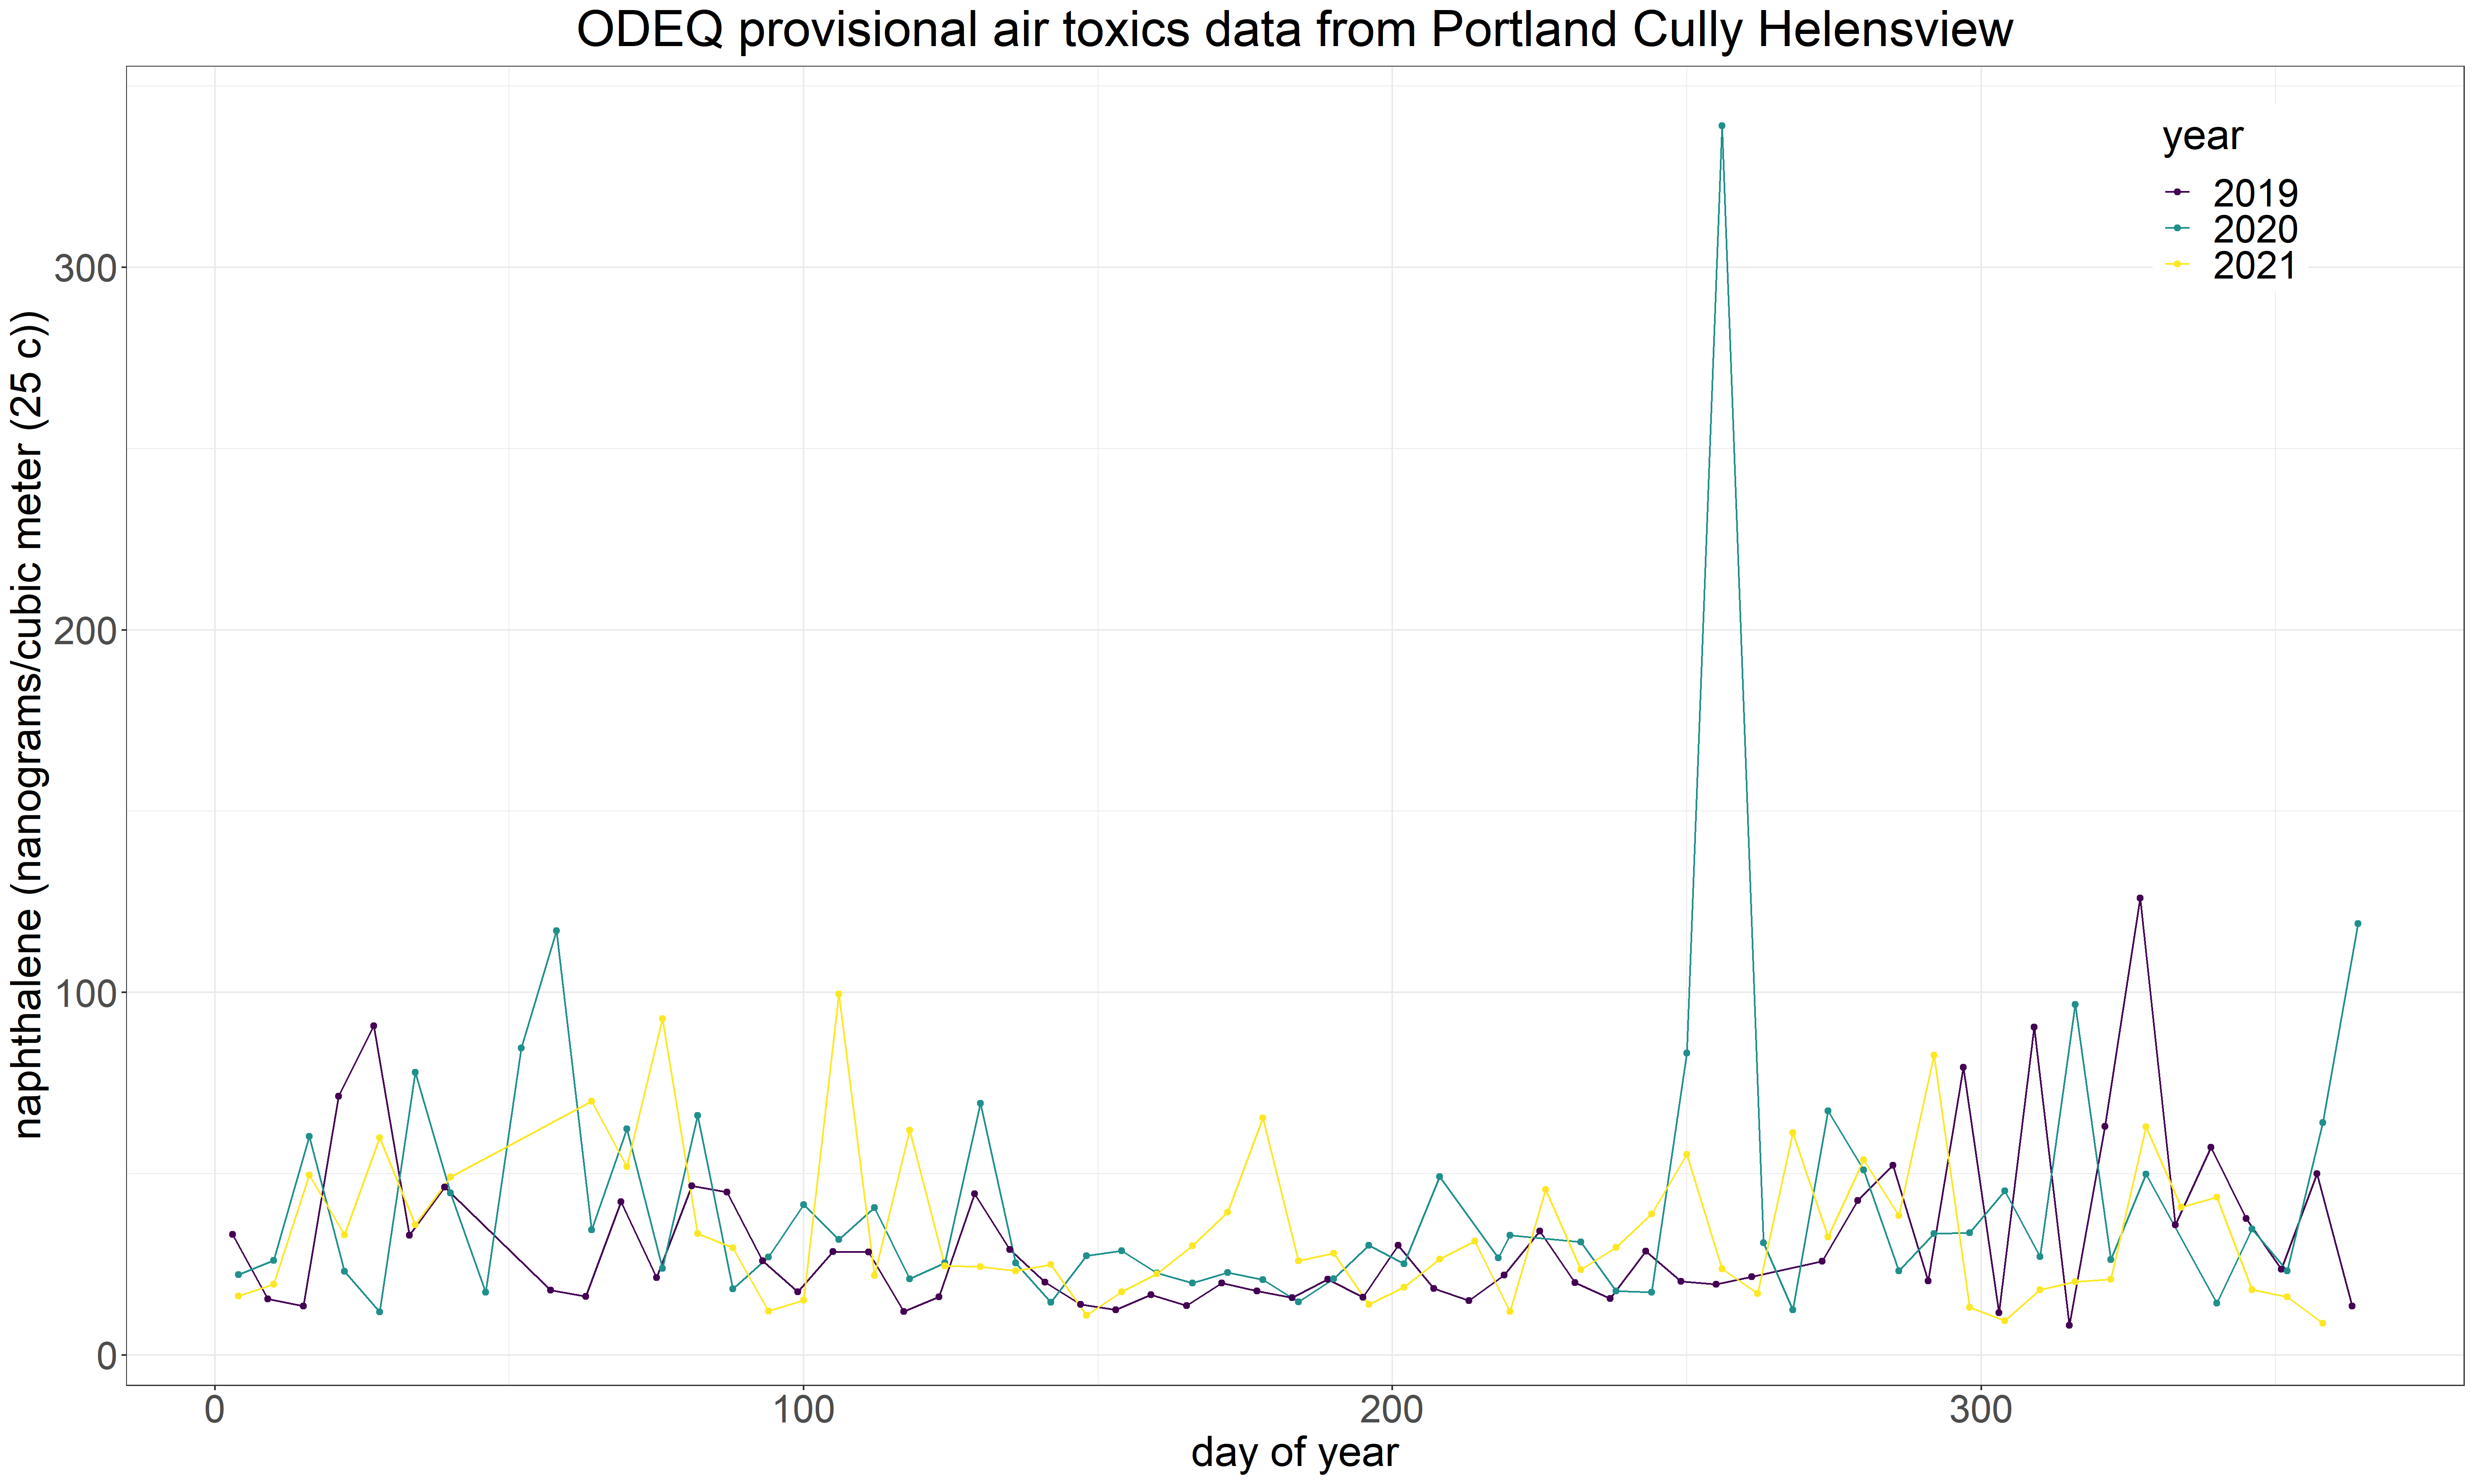 ODEQ provisional air toxics data from Portland Cully Helensview
year
2019
2020
2021
300
200
100
0
naphthalene (nanograms/cubic meter (25 c))
0 100 200 300
day of year